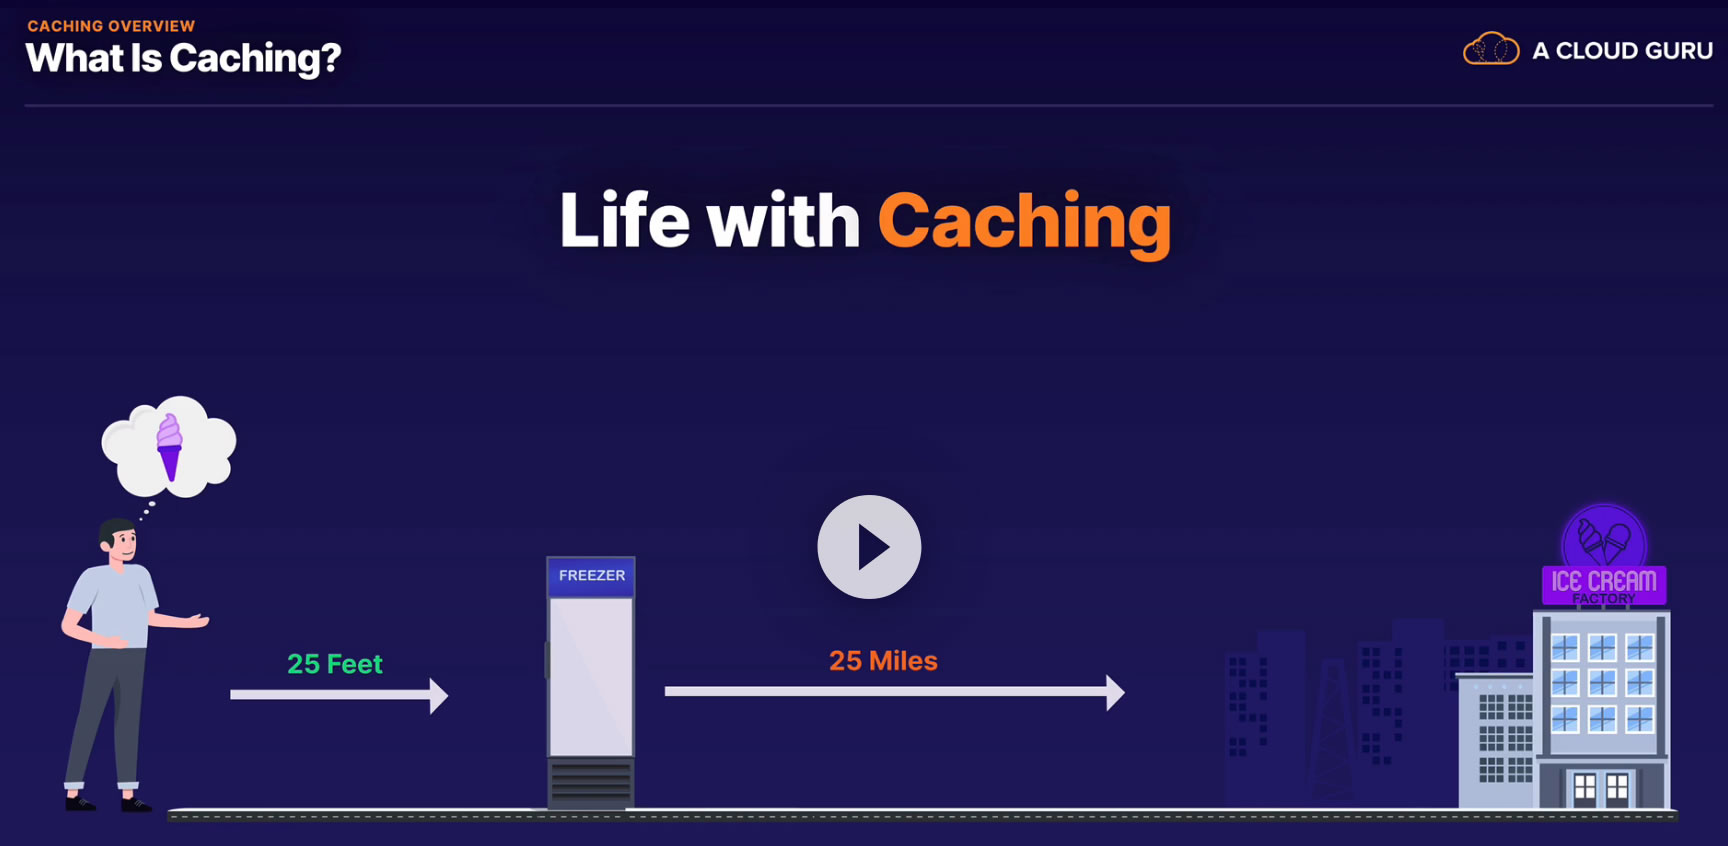 CACHING OVERVIEW
What Is Caching?
A CLOUD GURU
Life with Caching
FREEZER
25 Feet
25 Miles
ICE CREAM
FACTORY